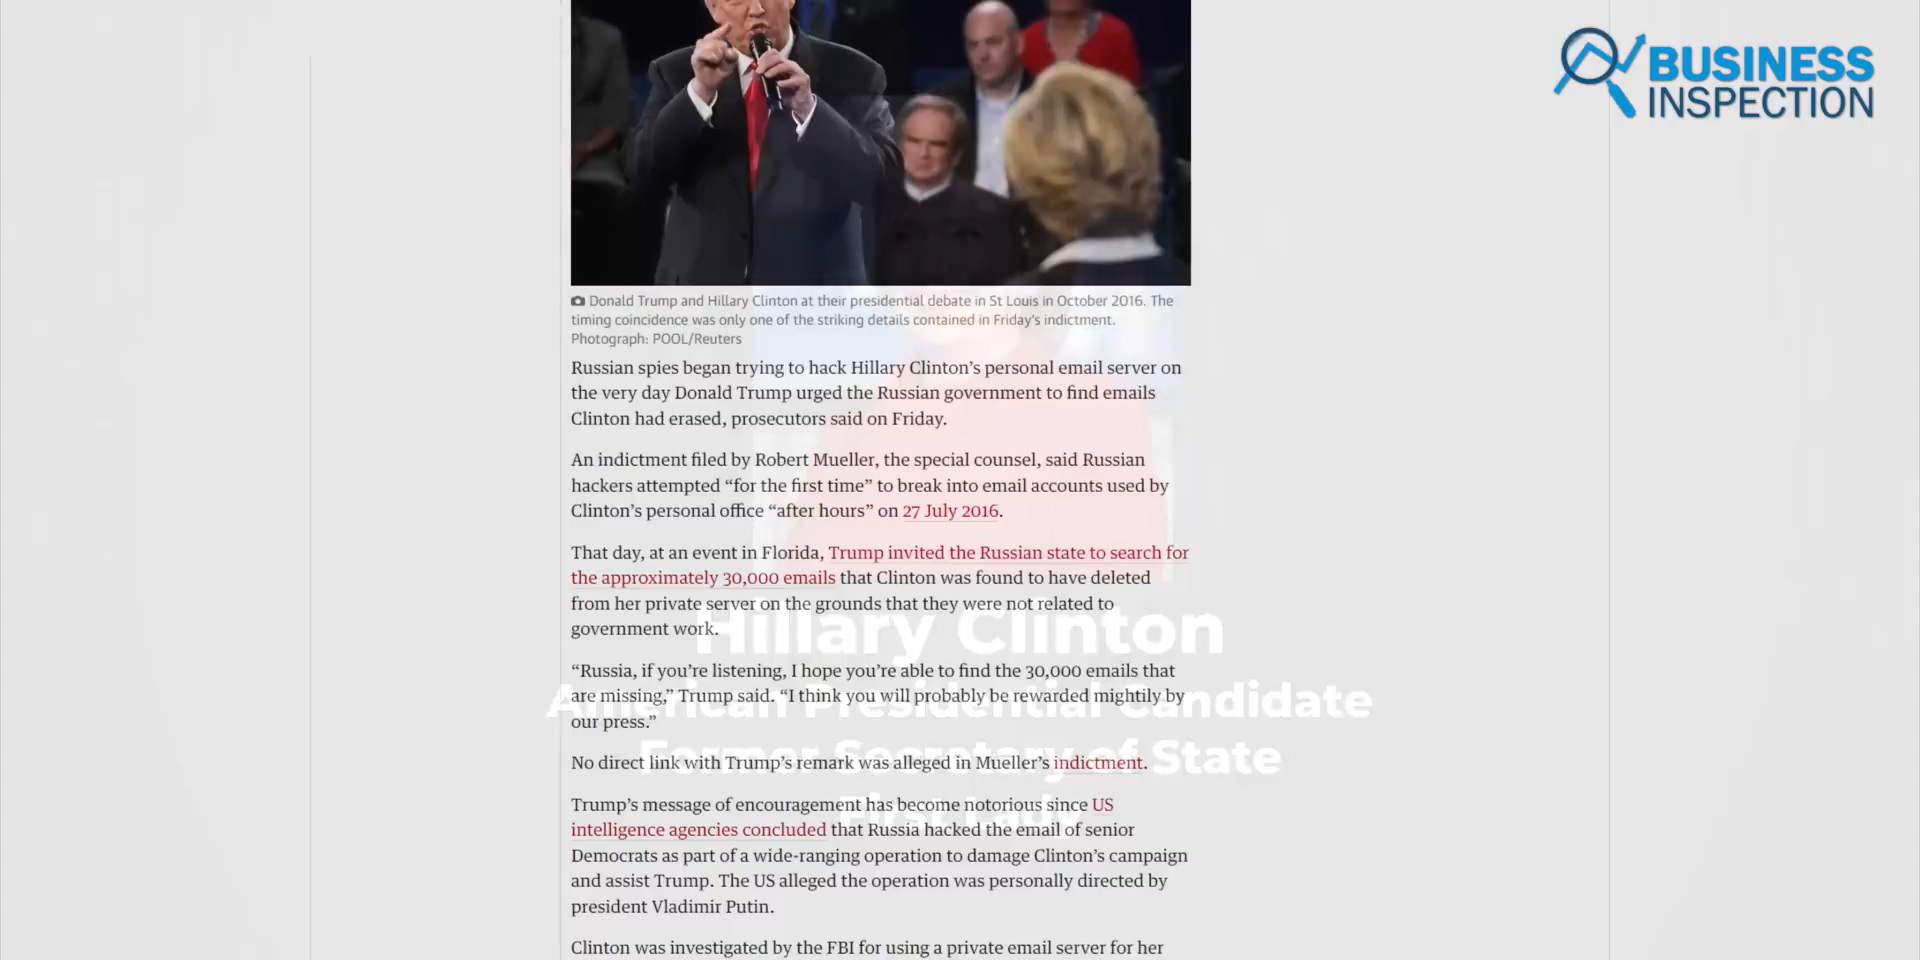 BUSINESS
INSPECTION
Donald Trump and Hillary Clinton at their presidential debate in St Louis in October 2016. The
timing coincidence was only one of the striking details contained in Friday's indictment.
Photograph: POOL/Reuters
Russian spies began trying to hack Hillary Clinton’s personal email server on
the very day Donald Trump urged the Russian government to find emails
Clinton had erased, prosecutors said on Friday.
An indictment filed by Robert Mueller, the special counsel, said Russian
hackers attempted “for the first time” to break into email accounts used by
Clinton’s personal office “after hours” on 27 July 2016.
That day, at an event in Florida, Trump invited the Russian state to search for
the approximately 30,000 emails that Clinton was found to have deleted
from her private server on the grounds that they were not related to
government work.
“Russia, if you’re listening, I hope you’re able to find the 30,000 emails that
are missing,” Trump said. “I think you will probably be rewarded mightily by
our press.”
No direct link with Trump’s remark was alleged in Mueller’s indictment.
Trump’s message of encouragement has become notorious since US
intelligence agencies concluded that Russia hacked the email of senior
Democrats as part of a wide-ranging operation to damage Clinton’s campaign
and assist Trump. The US alleged the operation was personally directed by
president Vladimir Putin.
Clinton was investigated by the FBI for using a private email server for her
Hillary Clinton
American Presidential Candidate
Former Secretary of State
First Lady